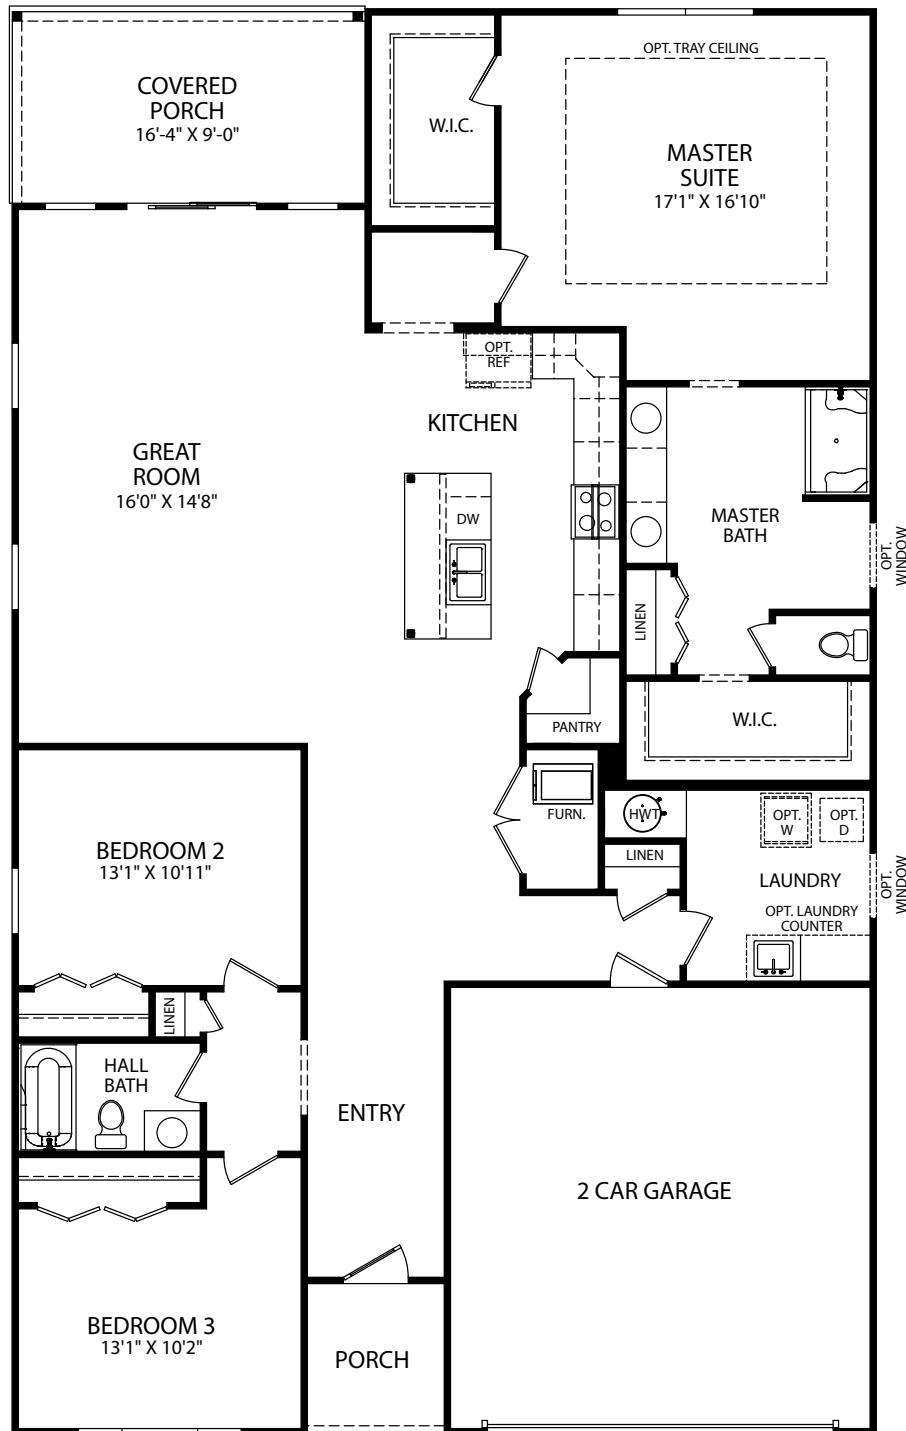 COVERED
PORCH
16'-4" X 9'-0"
W.I.C.
OPT. TRAY CEILING
MASTER
SUITE
17'1" X 16'10"
OPT.
REF
KITCHEN
GREAT
ROOM
16'0" X 14'8"
DW
MASTER
BATH
OPT.
WINDOW
LINEN
W.I.C.
PANTRY
FURN.
HWT
OPT.
W
OPT.
D
LINEN
LAUNDRY
OPT.
WINDOW
OPT. LAUNDRY
COUNTER
BEDROOM 2
13'1" X 10'11"
LINEN
HALL
BATH
ENTRY
2 CAR GARAGE
BEDROOM 3
13'1" X 10'2"
PORCH